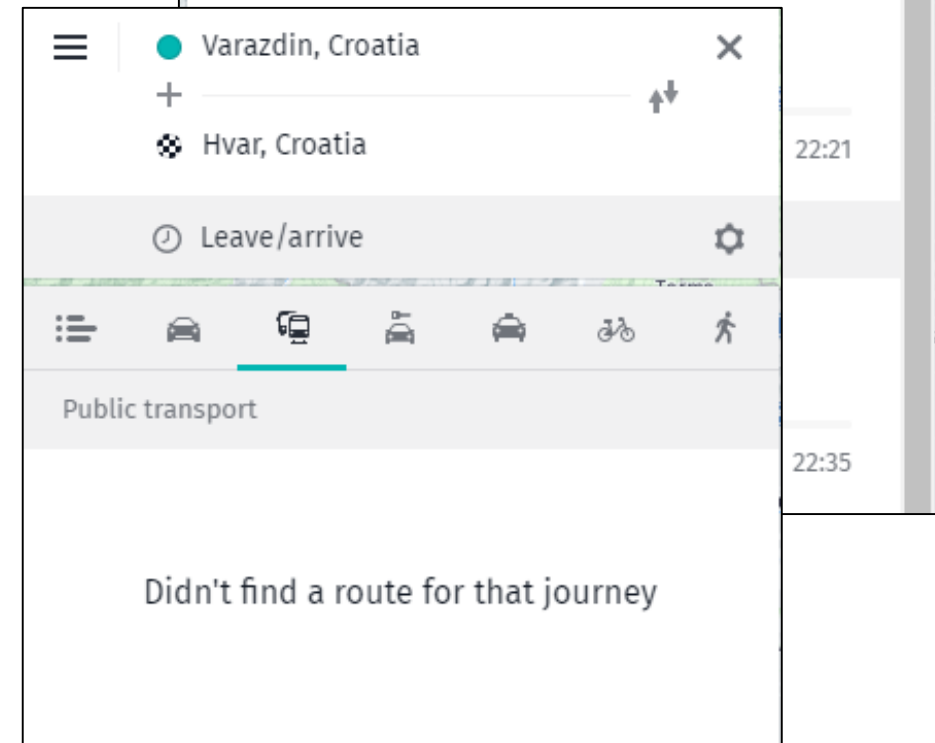 Varazdin, Croatia
Hvar, Croatia
22:21
Leave/arrive
Public transport
22:35
Didn't find a route for that journey